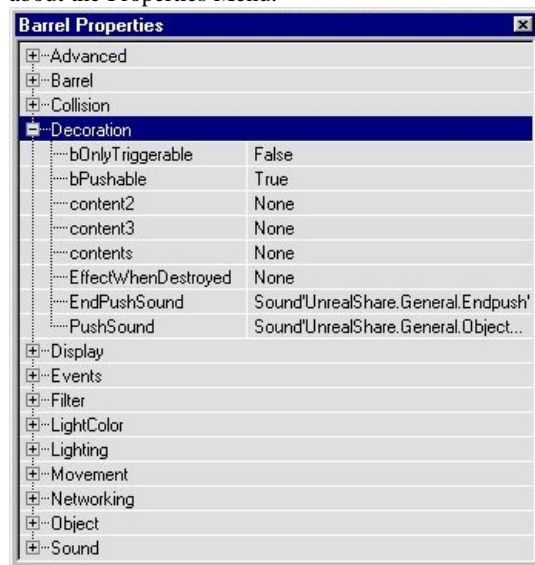 about the Properties Menu.
Barrel Properties
Advanced
Barrel
Collision
Decoration
bOnlyTriggerable False
bPushable True
content2 None
content3 None
contents None
EffectWhenDestroyed None
EndPushSound Sound'UnrealShare.General.Endpush'
PushSound Sound'UnrealShare.General.Object...
Display
Events
Filter
LightColor
Lighting
Movement
Networking
Object
Sound